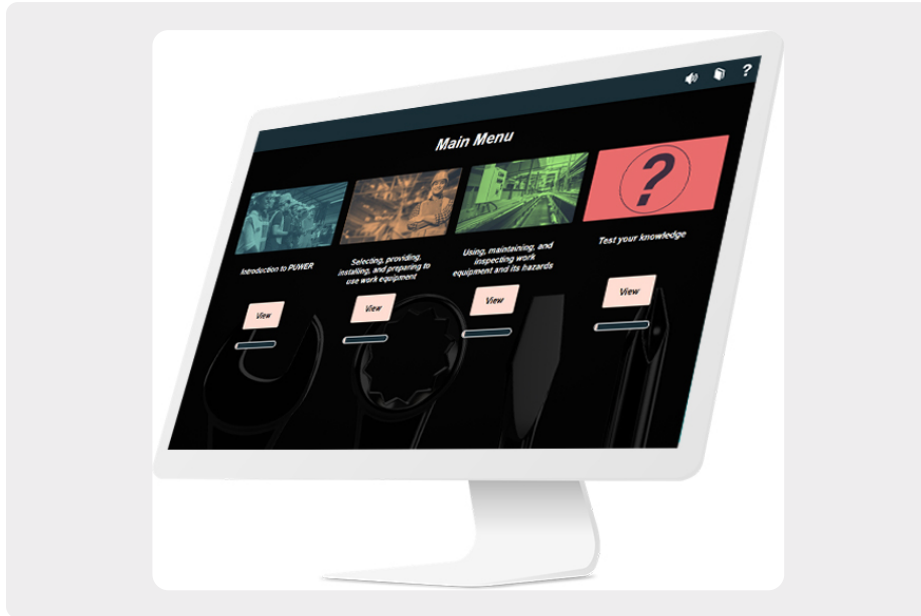 ?
Main Menu
?
Introduction to PUWER
Selecting, providing,
installing, and preparing to
use work equipment
Using, maintaining, and
inspecting work
equipment and its hazards
Test your knowledge
View
View
View
View